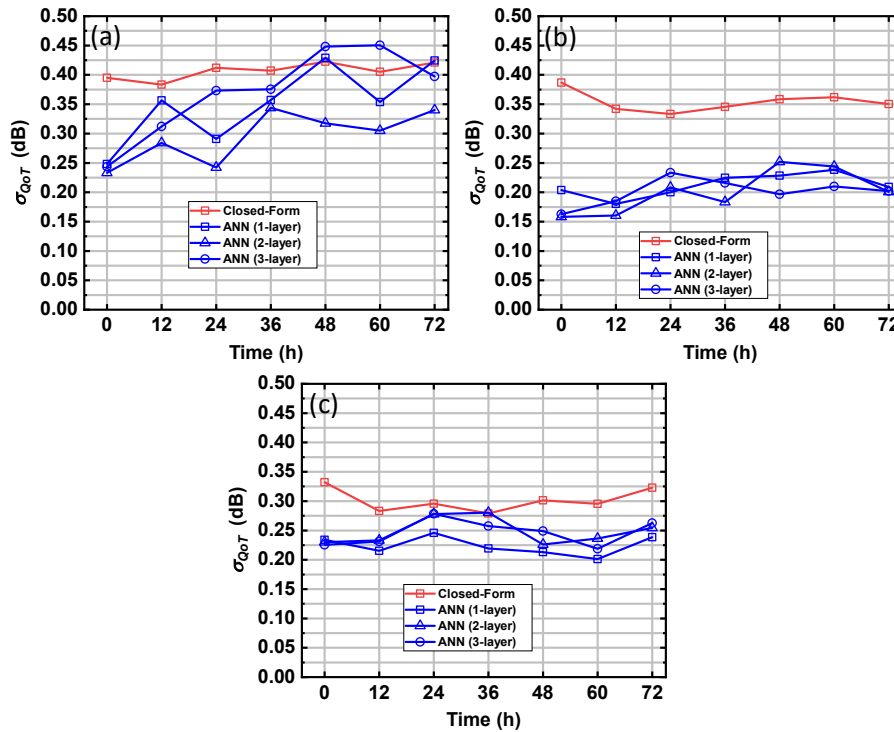 (a)
0.50
0.45
0.40
0.35
0.30
0.25
0.20
0.15
0.10
0.05
0.00
σQoT (dB)
Closed-Form
ANN (1-layer)
ANN (2-layer)
ANN (3-layer)
0 12 24 36 48 60 72
Time (h)
(b)
0.50
0.45
0.40
0.35
0.30
0.25
0.20
0.15
0.10
0.05
0.00
σQoT (dB)
Closed-Form
ANN (1-layer)
ANN (2-layer)
ANN (3-layer)
0 12 24 36 48 60 72
Time (h)
(c)
0.50
0.45
0.40
0.35
0.30
0.25
0.20
0.15
0.10
0.05
0.00
σQoT (dB)
Closed-Form
ANN (1-layer)
ANN (2-layer)
ANN (3-layer)
0 12 24 36 48 60 72
Time (h)